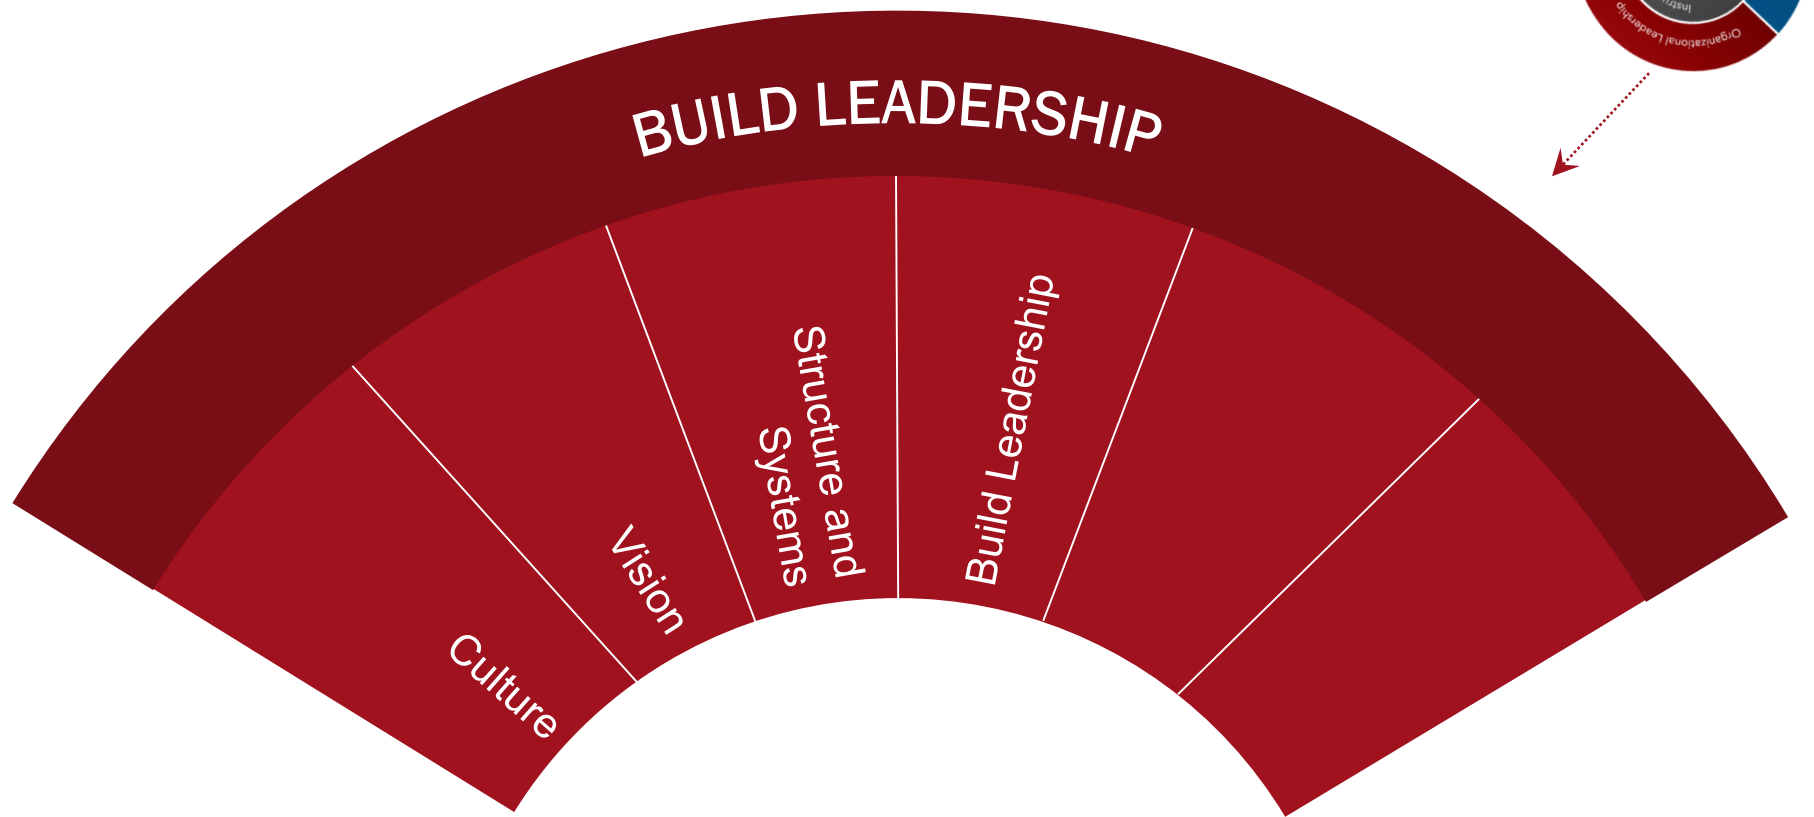 BUILD LEADERSHIP
Culture
Vision
Structure and
Systems
Build Leadership
Organizational Leadership